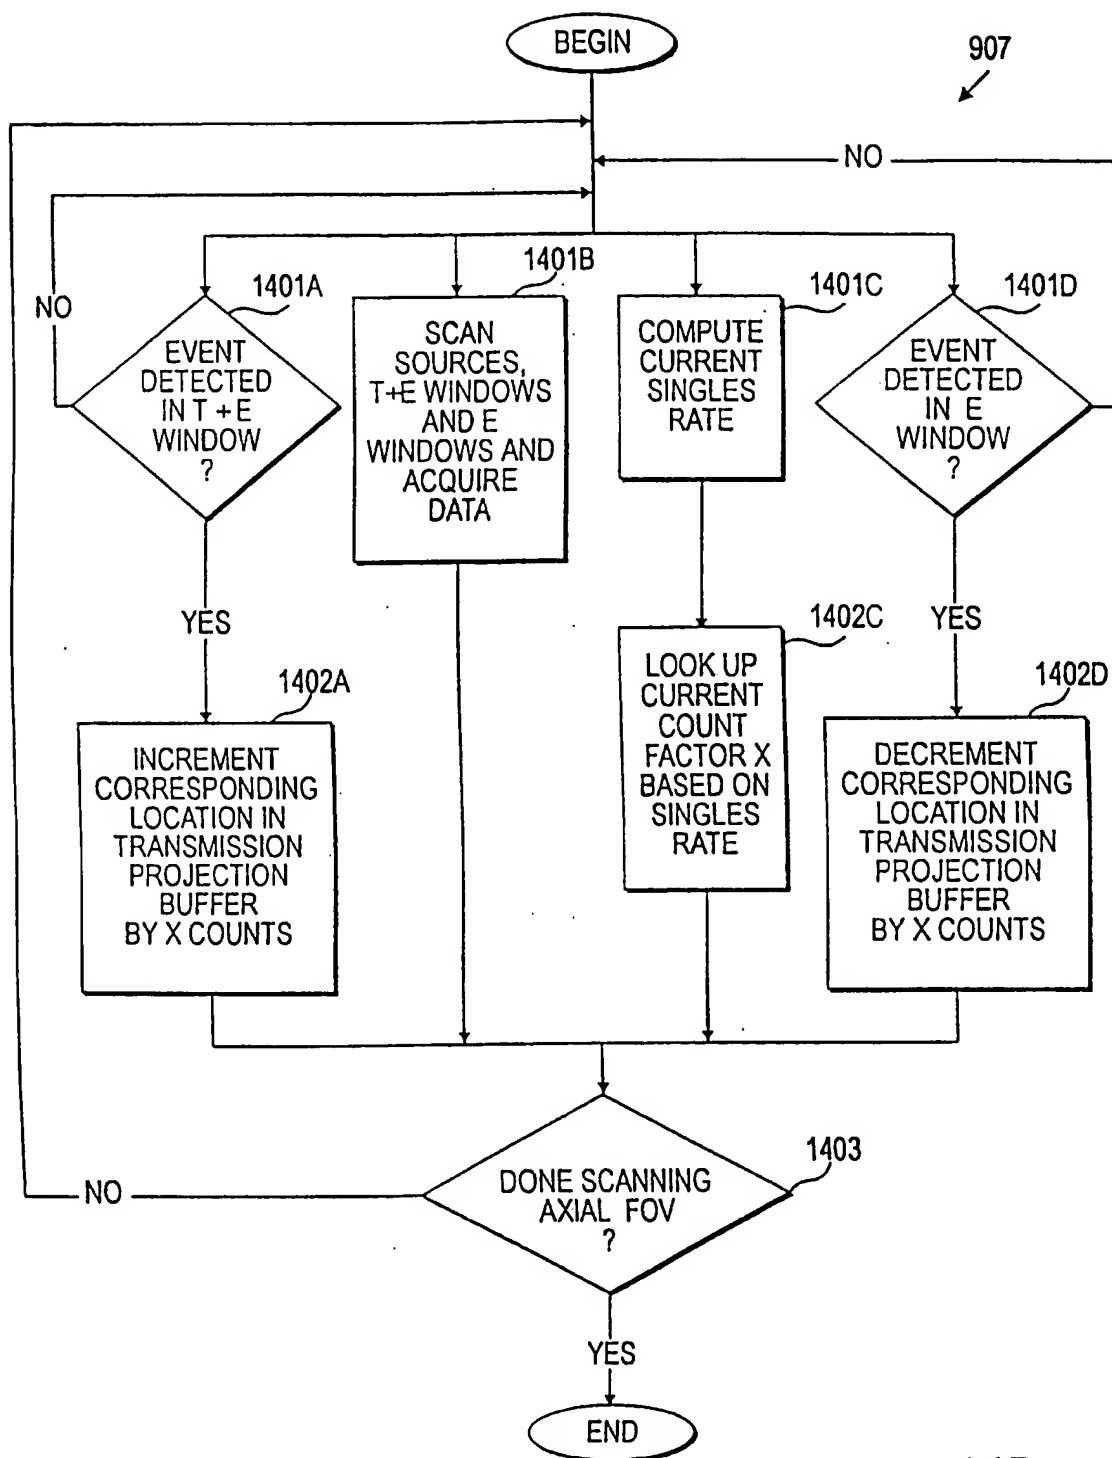 BEGIN
907
NO
NO
1401A
1401B
1401C
1401D
EVENT
DETECTED
IN T + E
WINDOW
?
SCAN
SOURCES,
T+E WINDOWS
AND E
WINDOWS AND
ACQUIRE
DATA
COMPUTE
CURRENT
SINGLES
RATE
EVENT
DETECTED
IN E
WINDOW
?
YES
YES
1402A
1402C
1402D
INCREMENT
CORRESPONDING
LOCATION IN
TRANSMISSION
PROJECTION
BUFFER
BY X COUNTS
LOOK UP
CURRENT
COUNT
FACTOR X
BASED ON
SINGLES
RATE
DECREMENT
CORRESPONDING
LOCATION IN
TRANSMISSION
PROJECTION
BUFFER
BY X COUNTS
1403
DONE SCANNING
AXIAL FOV
?
NO
YES
END